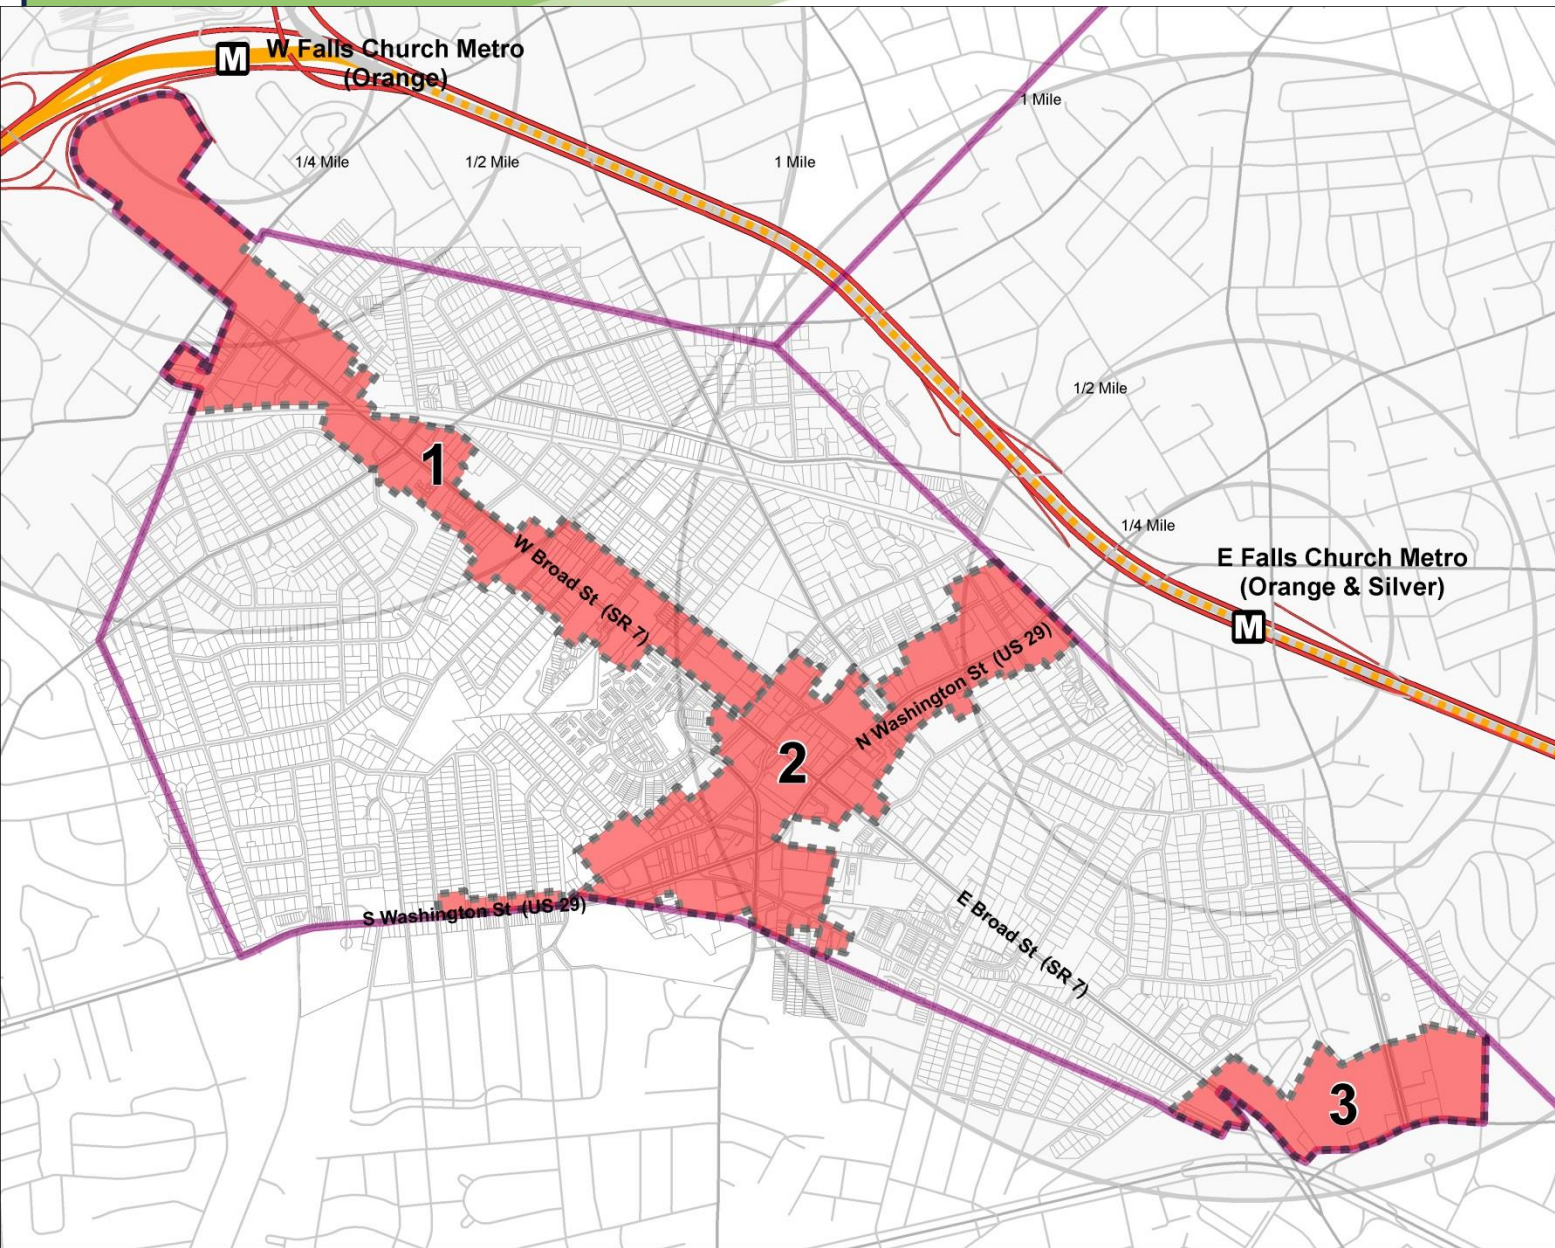 M W Falls Church Metro
(Orange)
1 Mile
1/4 Mile
1/2 Mile
1 Mile
1/2 Mile
1
1/4 Mile
W Broad St (SR 7)
E Falls Church Metro
(Orange & Silver)
M
N Washington St (US 29)
2
S Washington St (US 29)
E Broad St (SR 7)
3